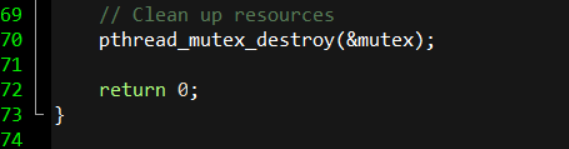 69 // Clean up resources
70 pthread_mutex_destroy(&mutex);
71
72 return 0;
73 }
74